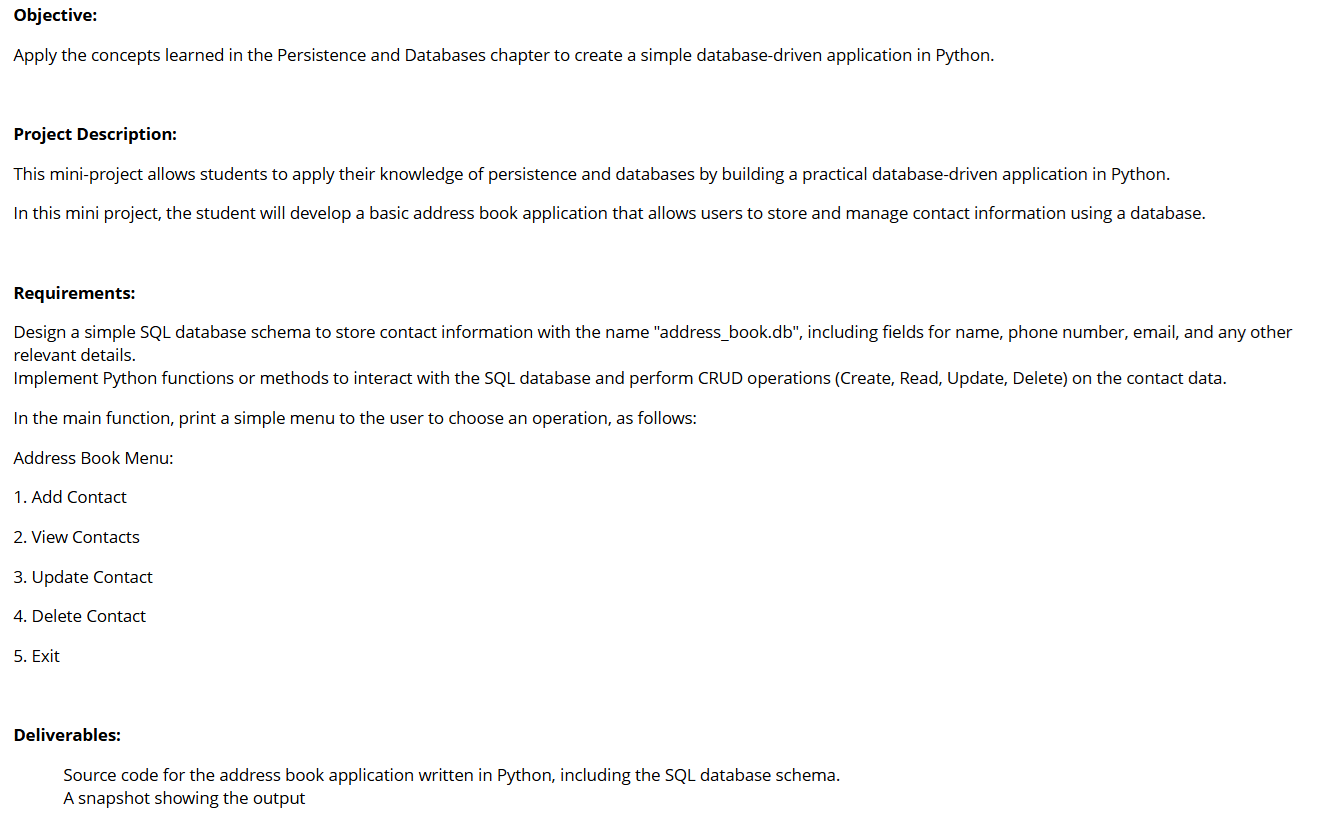 Objective:
Apply the concepts learned in the Persistence and Databases chapter to create a simple database-driven application in Python.
Project Description:
This mini-project allows students to apply their knowledge of persistence and databases by building a practical database-driven application in Python.
In this mini project, the student will develop a basic address book application that allows users to store and manage contact information using a database.
Requirements:
Design a simple SQL database schema to store contact information with the name "address_book.db", including fields for name, phone number, email, and any other
relevant details.
Implement Python functions or methods to interact with the SQL database and perform CRUD operations (Create, Read, Update, Delete) on the contact data.
In the main function, print a simple menu to the user to choose an operation, as follows:
Address Book Menu:
1. Add Contact
2. View Contacts
3. Update Contact
4. Delete Contact
5. Exit
Deliverables:
Source code for the address book application written in Python, including the SQL database schema.
A snapshot showing the output